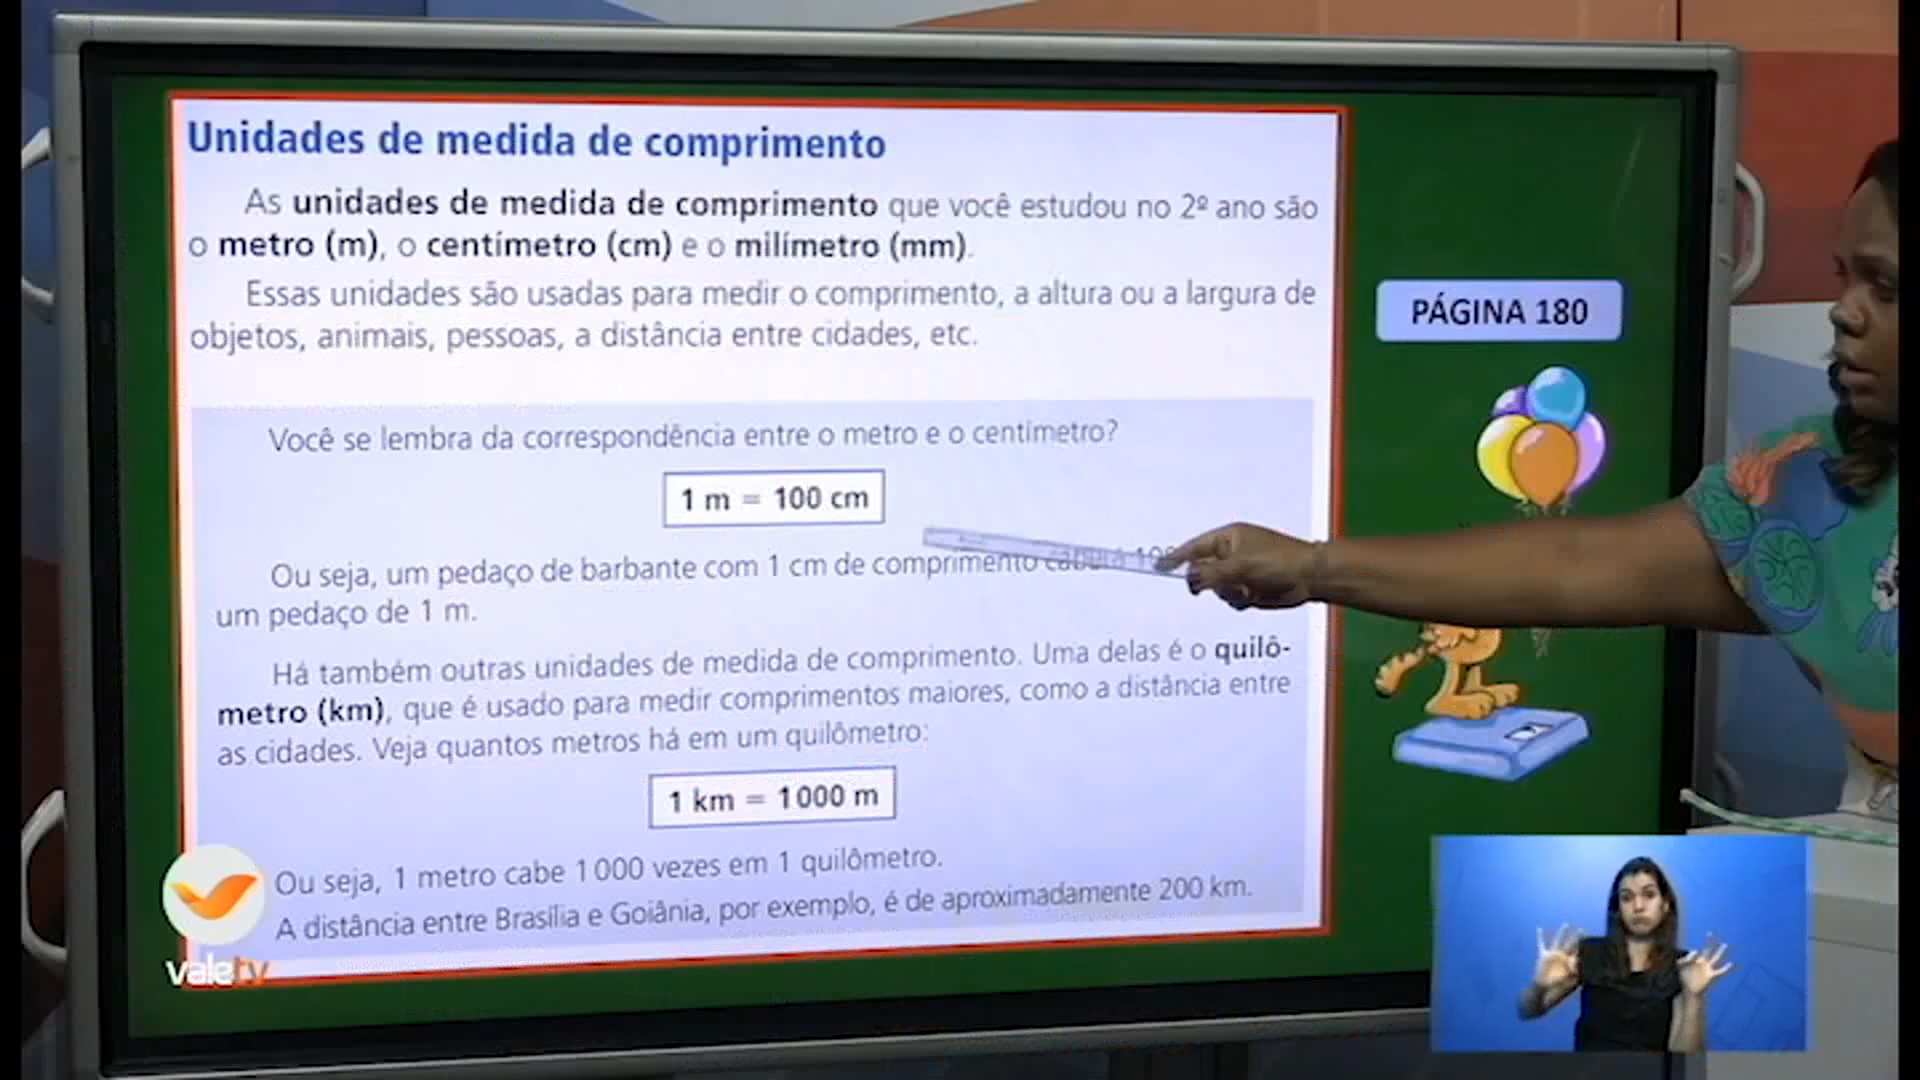 Unidades de medida de comprimento
As unidades de medida de comprimento que você estudou no 2º ano são
o metro (m), o centímetro (cm) e o milímetro (mm).
Essas unidades são usadas para medir o comprimento, a altura ou a largura de
objetos, animais, pessoas, a distância entre cidades, etc.
PÁGINA 180
Você se lembra da correspondência entre o metro e o centímetro?
1 m = 100 cm
Ou seja, um pedaço de barbante com 1 cm de comprimento
um pedaço de 1 m.
Há também outras unidades de medida de comprimento. Uma delas é o quilô-
metro (km), que é usado para medir comprimentos maiores, como a distância entre
as cidades. Veja quantos metros há em um quilômetro:
1 km = 1 000 m
Ou seja, 1 metro cabe 1 000 vezes em 1 quilômetro.
A distância entre Brasília e Goiânia, por exemplo, é de aproximadamente 200 km.
valetv